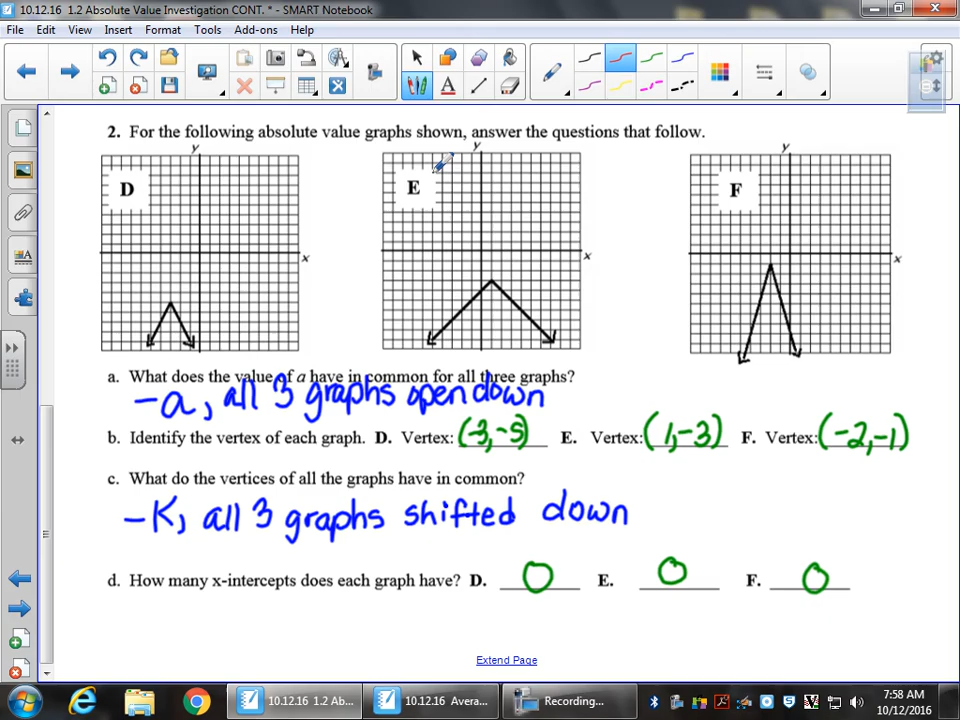 10.12.16 1.2 Absolute Value Investigation CONT. * - SMART Notebook
File Edit View Insert Format Tools Add-ons Help
2. For the following absolute value graphs shown, answer the questions that follow.
y y y
D E F
x x x
a. What does the value of a have in common for all three graphs?
-a, all 3 graphs open down
b. Identify the vertex of each graph. D. Vertex: (-3,-5) E. Vertex: (1,-3) F. Vertex: (-2,-1)
c. What do the vertices of all the graphs have in common?
-K, all 3 graphs shifted down
d. How many x-intercepts does each graph have? D. 0 E. 0 F. 0
Extend Page
10.12.16 1.2 Ab... 10.12.16 Avera... Recording...
7:58 AM
10/12/2016